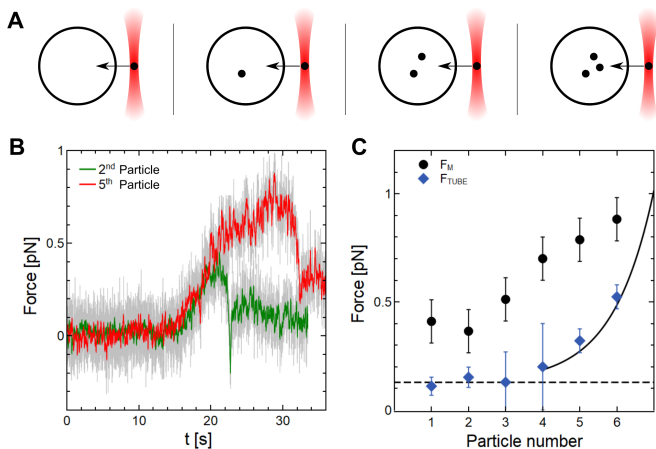 A
B
1
0.5
0
Force [pN]
2nd Particle
5th Particle
0 10 20 30
t [s]
C
FM
FTUBE
1
0.5
0
Force [pN]
1 2 3 4 5 6
Particle number